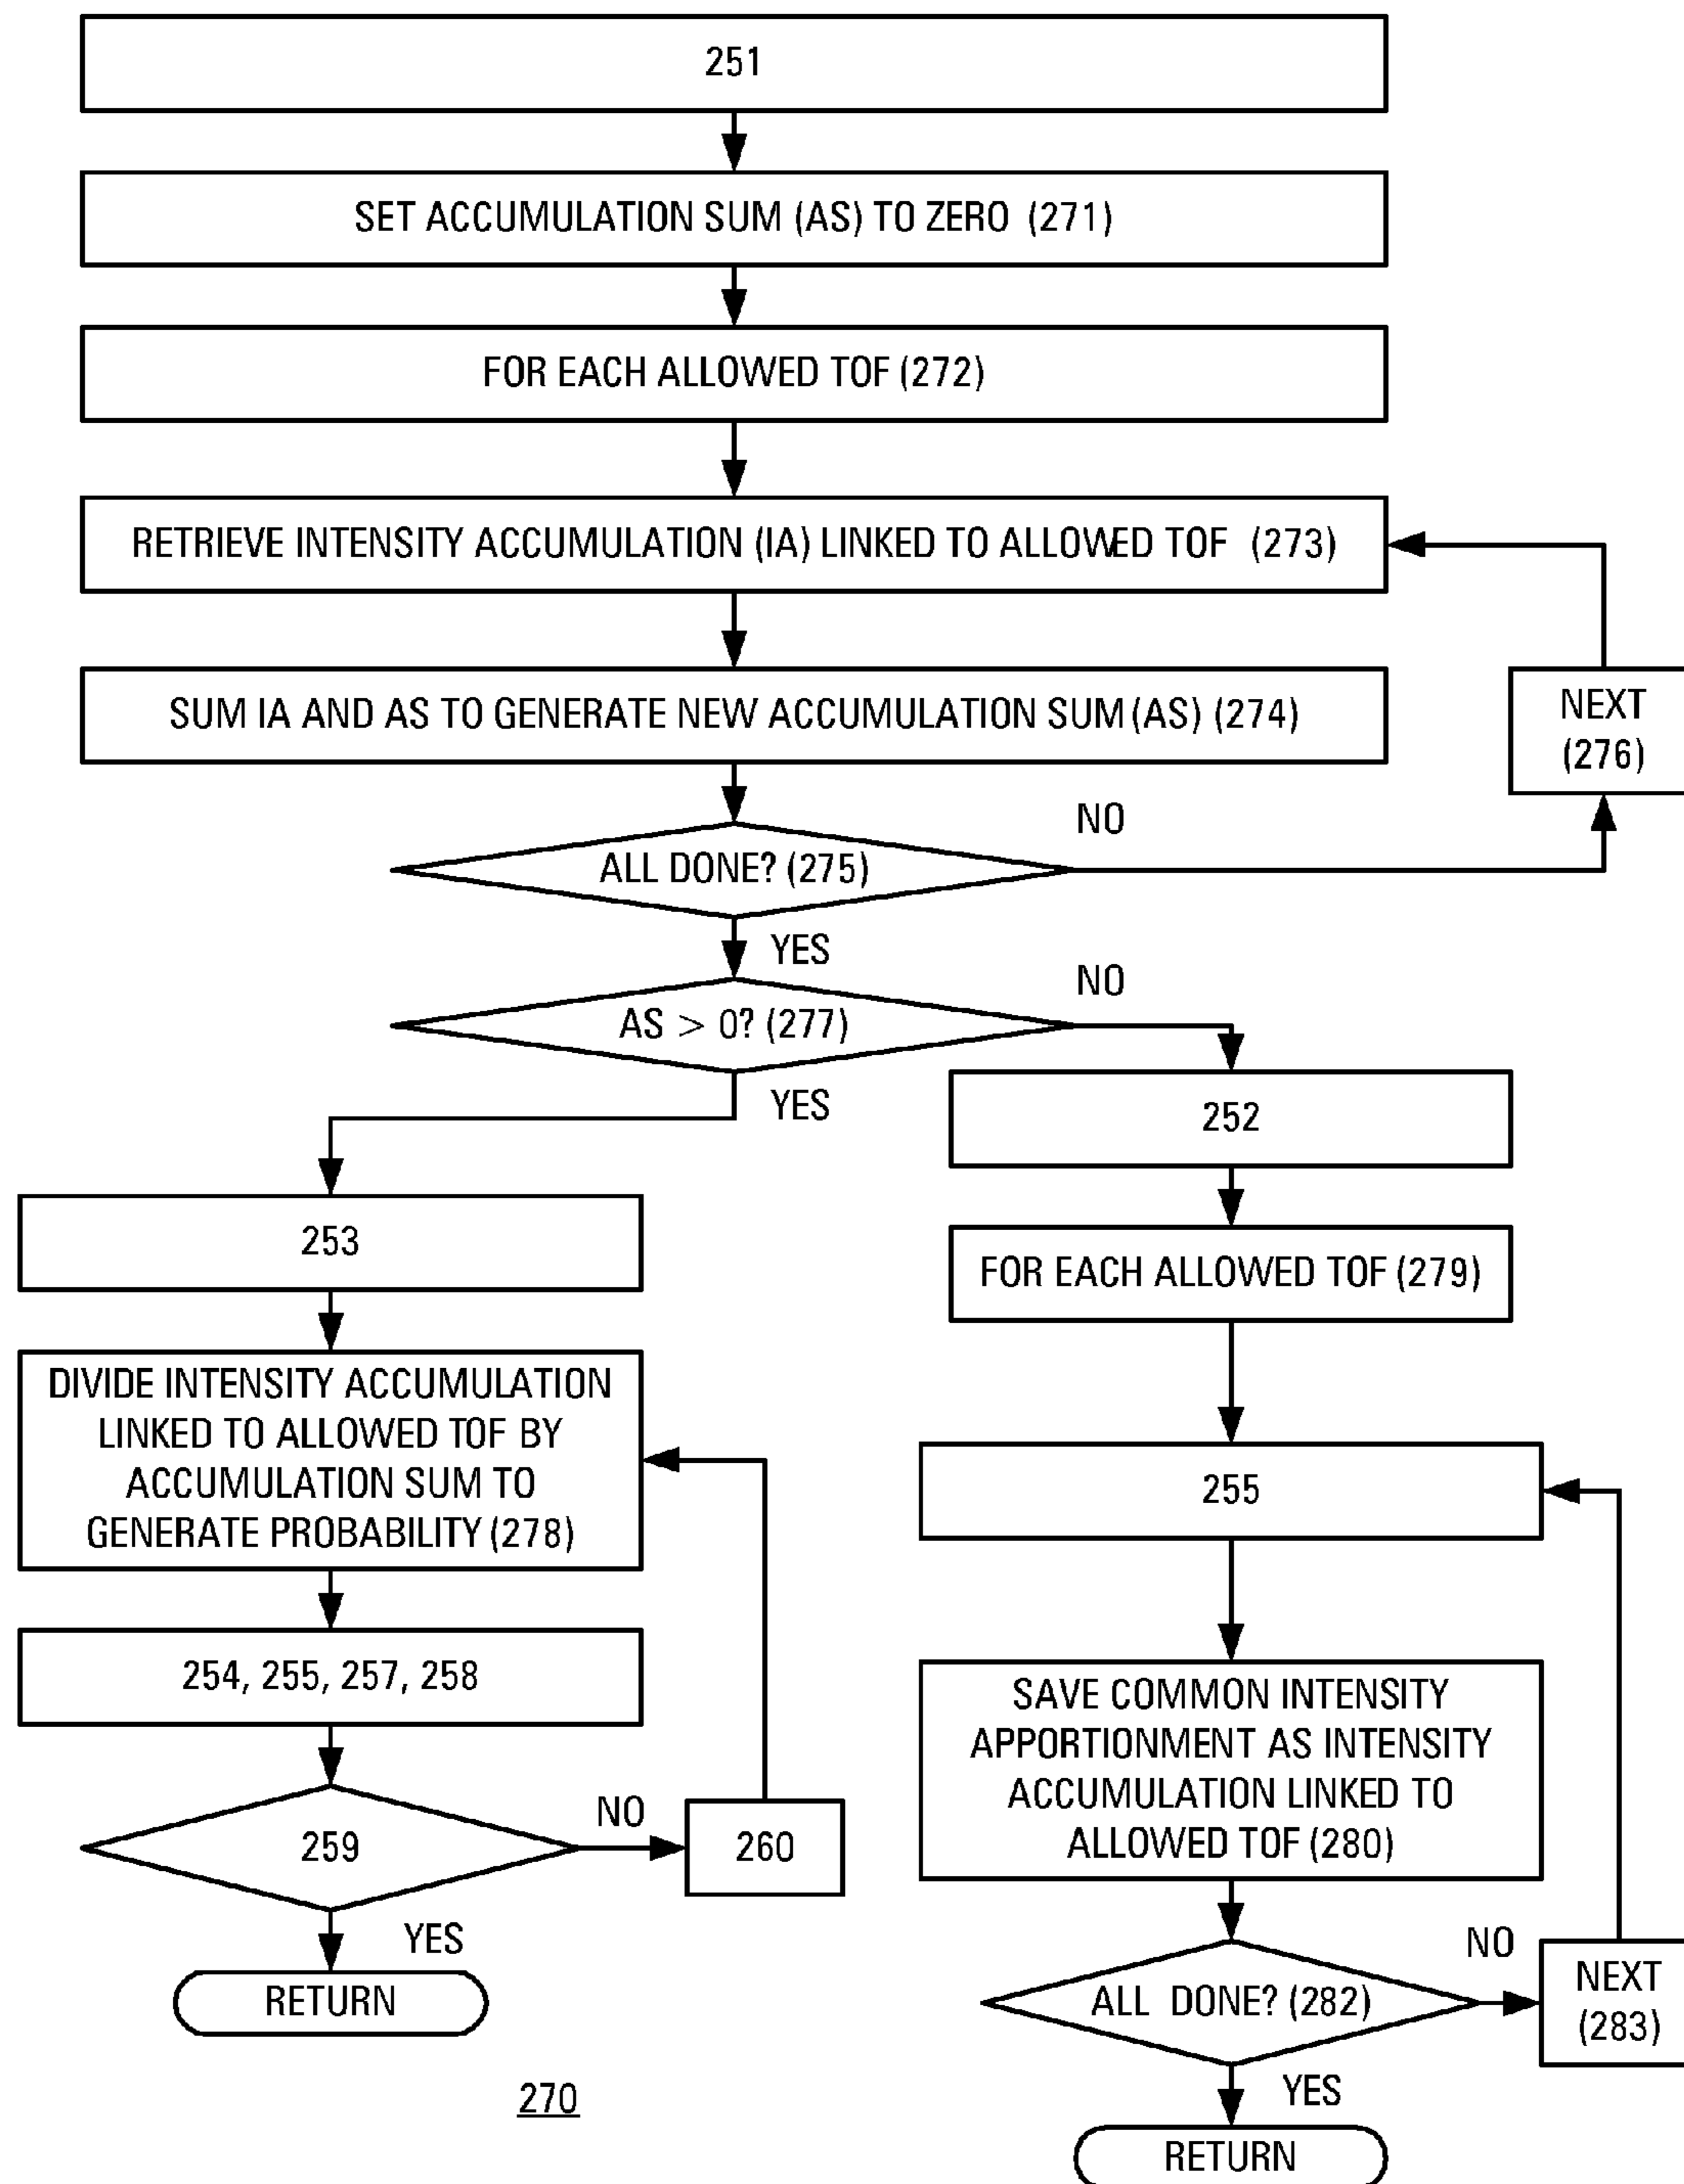 251
SET ACCUMULATION SUM (AS) TO ZERO (271)
FOR EACH ALLOWED TOF (272)
RETRIEVE INTENSITY ACCUMULATION (IA) LINKED TO ALLOWED TOF (273)
SUM IA AND AS TO GENERATE NEW ACCUMULATION SUM (AS) (274)
NEXT
(276)
NO
ALL DONE? (275)
YES
NO
AS > 0? (277)
YES
253
DIVIDE INTENSITY ACCUMULATION
LINKED TO ALLOWED TOF BY
ACCUMULATION SUM TO
GENERATE PROBABILITY (278)
254, 255, 257, 258
259
NO
260
YES
RETURN
252
FOR EACH ALLOWED TOF (279)
255
SAVE COMMON INTENSITY
APPORTIONMENT AS INTENSITY
ACCUMULATION LINKED TO
ALLOWED TOF (280)
ALL DONE? (282)
NO
NEXT
(283)
YES
RETURN
270